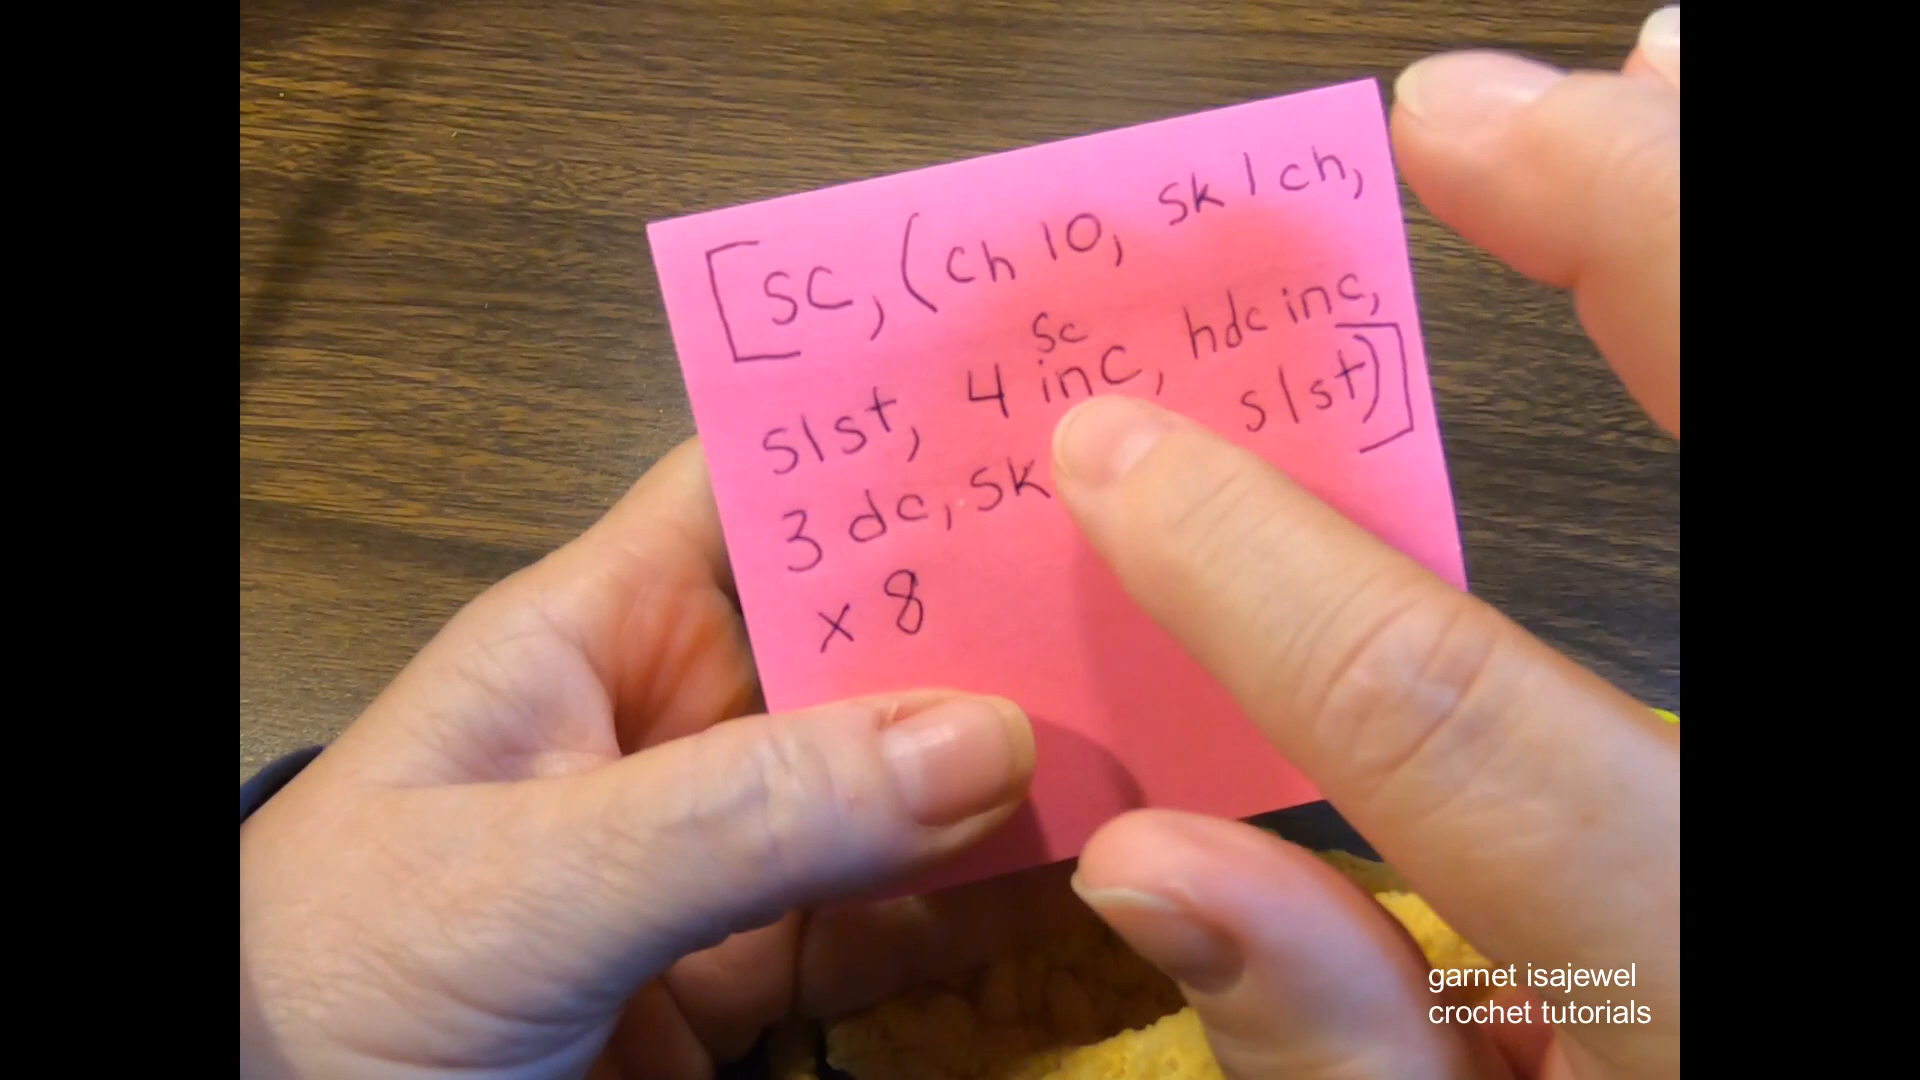 [sc, (ch 10, sk 1 ch,
slst, 4 sc inc, hdc inc,
3 dc, sk slst)]
x 8
garnet isajewel
crochet tutorials